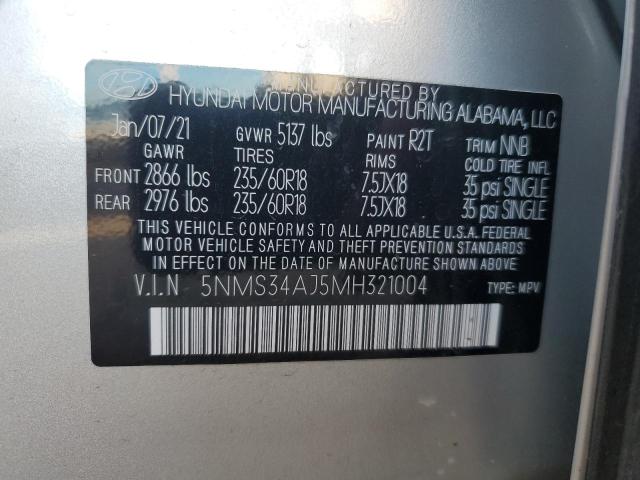 MANUFACTURED BY
HYUNDAI MOTOR MANUFACTURING ALABAMA, LLC
Jan/07/21 GVWR 5137 lbs PAINT R2T TRIM NNB
GAWR TIRES RIMS COLD TIRE INFL
FRONT 2866 lbs 235/60R18 7.5JX18 35 psi SINGLE
REAR 2976 lbs 235/60R18 7.5JX18 35 psi SINGLE
THIS VEHICLE CONFORMS TO ALL APPLICABLE U.S.A. FEDERAL
MOTOR VEHICLE SAFETY AND THEFT PREVENTION STANDARDS
IN EFFECT ON THE DATE OF MANUFACTURE SHOWN ABOVE.
V.I.N 5NMS34AJ5MH321004 TYPE: MPV